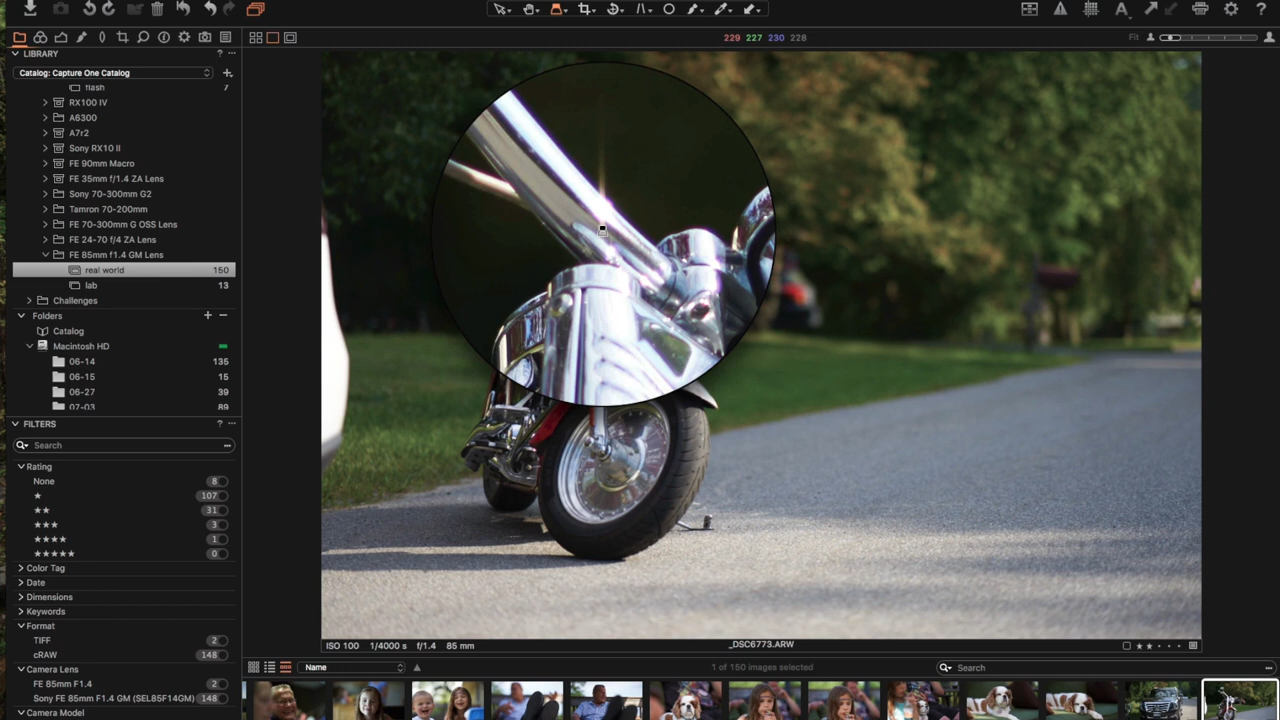 229 227 230 228
Fit
LIBRARY ? ...
Catalog: Capture One Catalog
flash 7
RX100 IV
A6300
A7r2
Sony RX10 II
FE 90mm Macro
FE 35mm f/1.4 ZA Lens
Sony 70-300mm G2
Tamron 70-200mm
FE 70-300mm G OSS Lens
FE 24-70 f/4 ZA Lens
FE 85mm f1.4 GM Lens
real world 150
lab 13
Challenges
Folders
Catalog
Macintosh HD
06-14 135
06-15 15
06-27 39
07-03 89
FILTERS ? ...
Search
Rating
None 8
★ 107
★★ 31
★★★ 3
★★★★ 1
★★★★★ 0
Color Tag
Date
Dimensions
Keywords
Format
TIFF 2
cRAW 148
Camera Lens
FE 85mm F1.4 2
Sony FE 85mm F1.4 GM (SEL85F14GM) 148
Camera Model
ISO 100 1/4000 s f/1.4 85 mm
_DSC6773.ARW
Name
1 of 150 images selected
Search